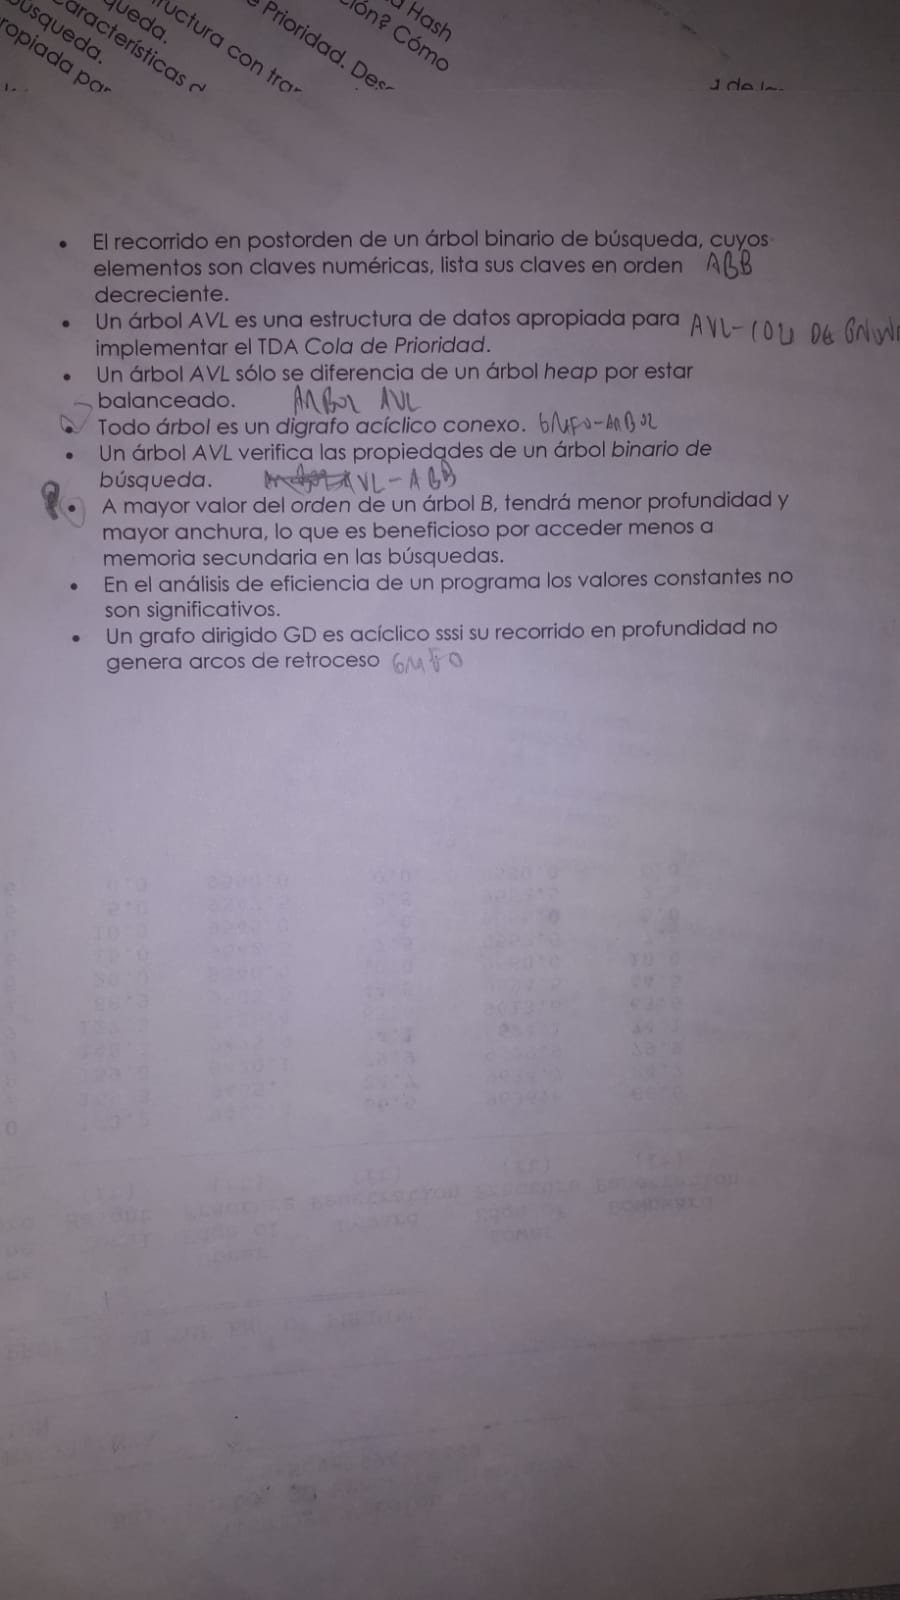 Hash
ión? Cómo
Prioridad. Des
ructura con tra
queda.
aracterísticas d
úsqueda.
ropiada par
El recorrido en postorden de un árbol binario de búsqueda, cuyos
elementos son claves numéricas, lista sus claves en orden ABB
decreciente.
Un árbol AVL es una estructura de datos apropiada para AVL-COLA DE
implementar el TDA Cola de Prioridad.
Un árbol AVL sólo se diferencia de un árbol heap por estar
balanceado. ARBOL AVL
Todo árbol es un digrafo acíclico conexo. GRAFO-ARBOL
Un árbol AVL verifica las propiedades de un árbol binario de
búsqueda. AVL-ABB
A mayor valor del orden de un árbol B, tendrá menor profundidad y
mayor anchura, lo que es beneficioso por acceder menos a
memoria secundaria en las búsquedas.
En el análisis de eficiencia de un programa los valores constantes no
son significativos.
Un grafo dirigido GD es acíclico sssi su recorrido en profundidad no
genera arcos de retroceso GRAFO